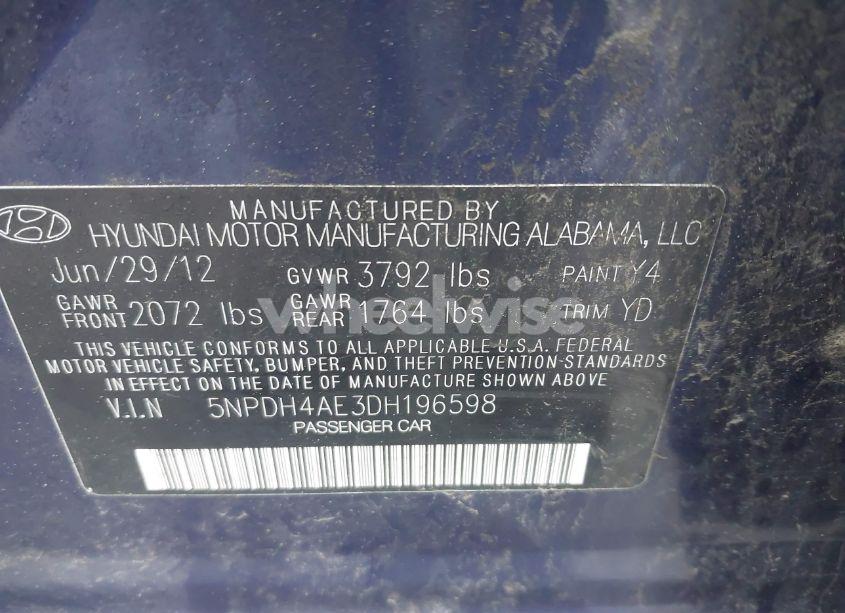 MANUFACTURED BY
HYUNDAI MOTOR MANUFACTURING ALABAMA, LLC
Jun/29/12 GVWR 3792 lbs PAINT Y4
GAWR FRONT 2072 lbs GAWR REAR 1764 lbs TRIM YD
THIS VEHICLE CONFORMS TO ALL APPLICABLE U.S.A. FEDERAL
MOTOR VEHICLE SAFETY, BUMPER, AND THEFT PREVENTION STANDARDS
IN EFFECT ON THE DATE OF MANUFACTURE SHOWN ABOVE.
V.I.N 5NPDH4AE3DH196598
PASSENGER CAR
wheelwise